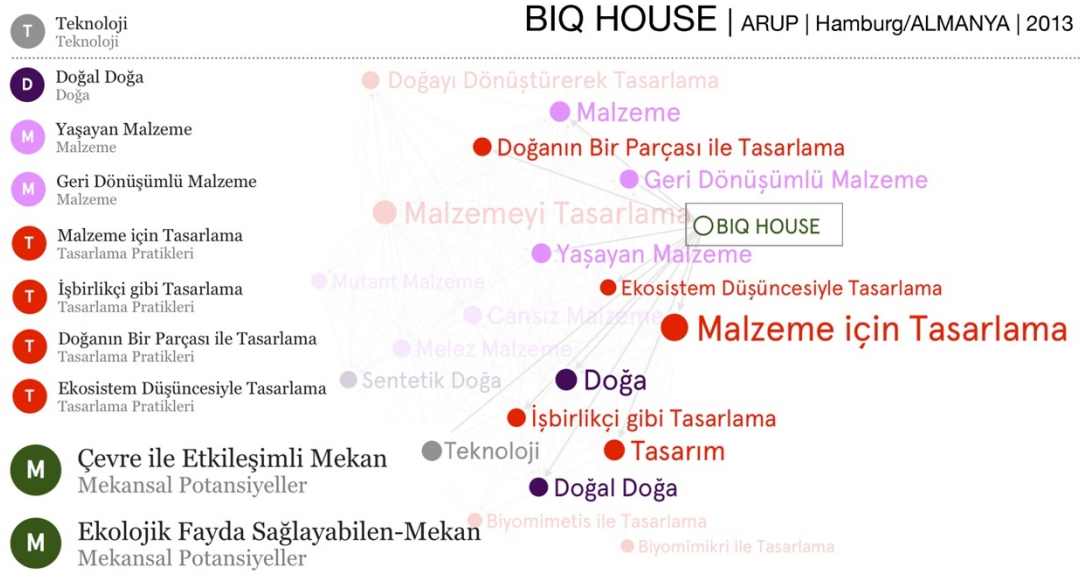 BIQ HOUSE | ARUP | Hamburg/ALMANYA | 2013
T
Teknoloji
Teknoloji
D
Doğal Doğa
Doğa
M
Yaşayan Malzeme
Malzeme
M
Geri Dönüşümlü Malzeme
Malzeme
T
Malzeme için Tasarlama
Tasarlama Pratikleri
T
İşbirlikçi gibi Tasarlama
Tasarlama Pratikleri
T
Doğanın Bir Parçası ile Tasarlama
Tasarlama Pratikleri
T
Ekosistem Düşüncesiyle Tasarlama
Tasarlama Pratikleri
M
Çevre ile Etkileşimli Mekan
Mekansal Potansiyeller
M
Ekolojik Fayda Sağlayabilen-Mekan
Mekansal Potansiyeller
Doğayı Dönüştürerek Tasarlama
Malzeme
Doğanın Bir Parçası ile Tasarlama
Geri Dönüşümlü Malzeme
Malzemeyi Tasarlama
BIQ HOUSE
Yaşayan Malzeme
Mutant Malzeme
Ekosistem Düşüncesiyle Tasarlama
Cansız Malzeme
Malzeme için Tasarlama
Melez Malzeme
Sentetik Doğa
Doğa
İşbirlikçi gibi Tasarlama
Teknoloji
Tasarım
Doğal Doğa
Biyomimetis ile Tasarlama
Biyomimikri ile Tasarlama